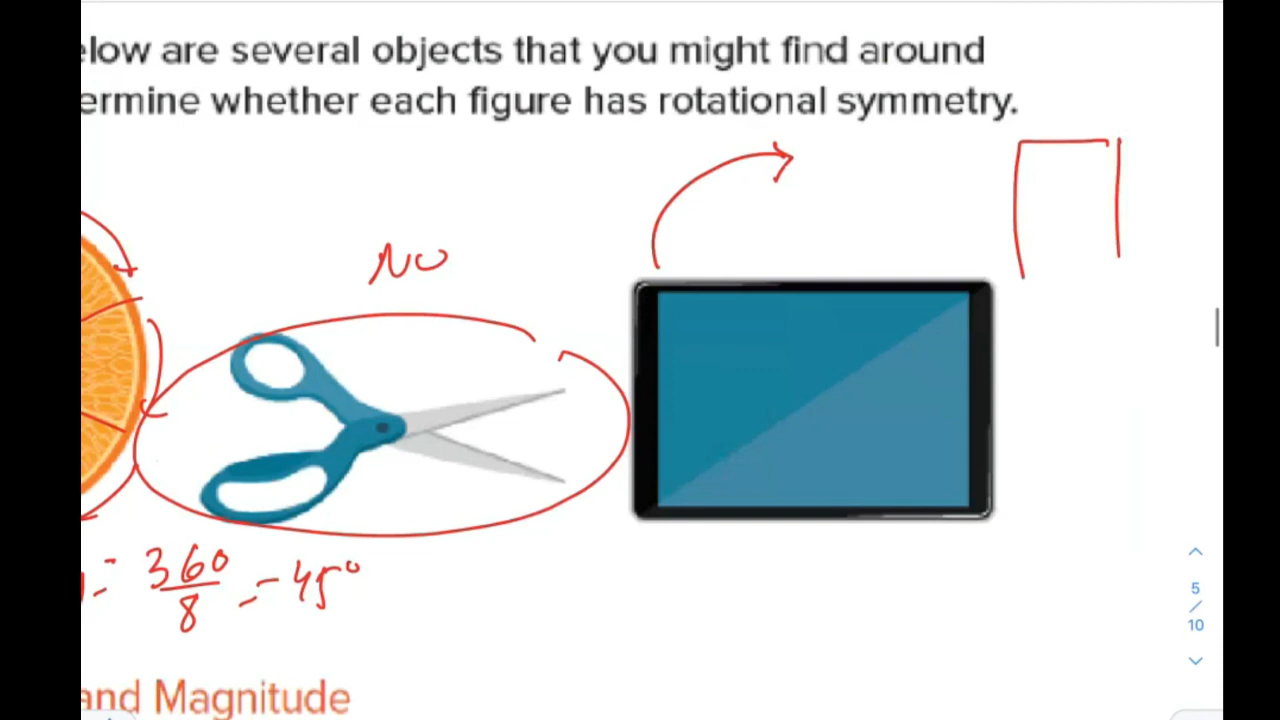 elow are several objects that you might find around
ermine whether each figure has rotational symmetry.
NO
= 360/8 = 45°
5
/
10
and Magnitude